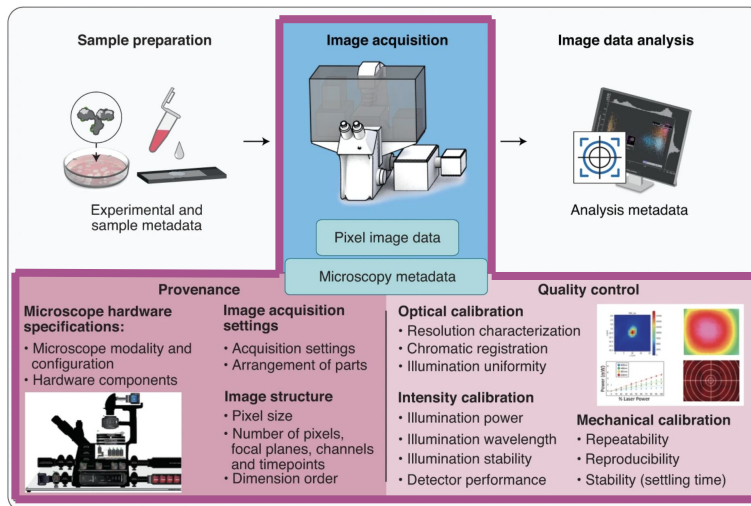 Sample preparation
Image acquisition
Image data analysis
Experimental and
sample metadata
Analysis metadata
Pixel image data
Microscopy metadata
Provenance
Microscope hardware
specifications:
• Microscope modality and
configuration
• Hardware components
Image acquisition
settings
• Acquisition settings
• Arrangement of parts
Image structure
• Pixel size
• Number of pixels,
focal planes, channels
and timepoints
• Dimension order
Quality control
Optical calibration
• Resolution characterization
• Chromatic registration
• Illumination uniformity
Intensity calibration
• Illumination power
• Illumination wavelength
• Illumination stability
• Detector performance
% Laser Power
Mechanical calibration
• Repeatability
• Reproducibility
• Stability (settling time)